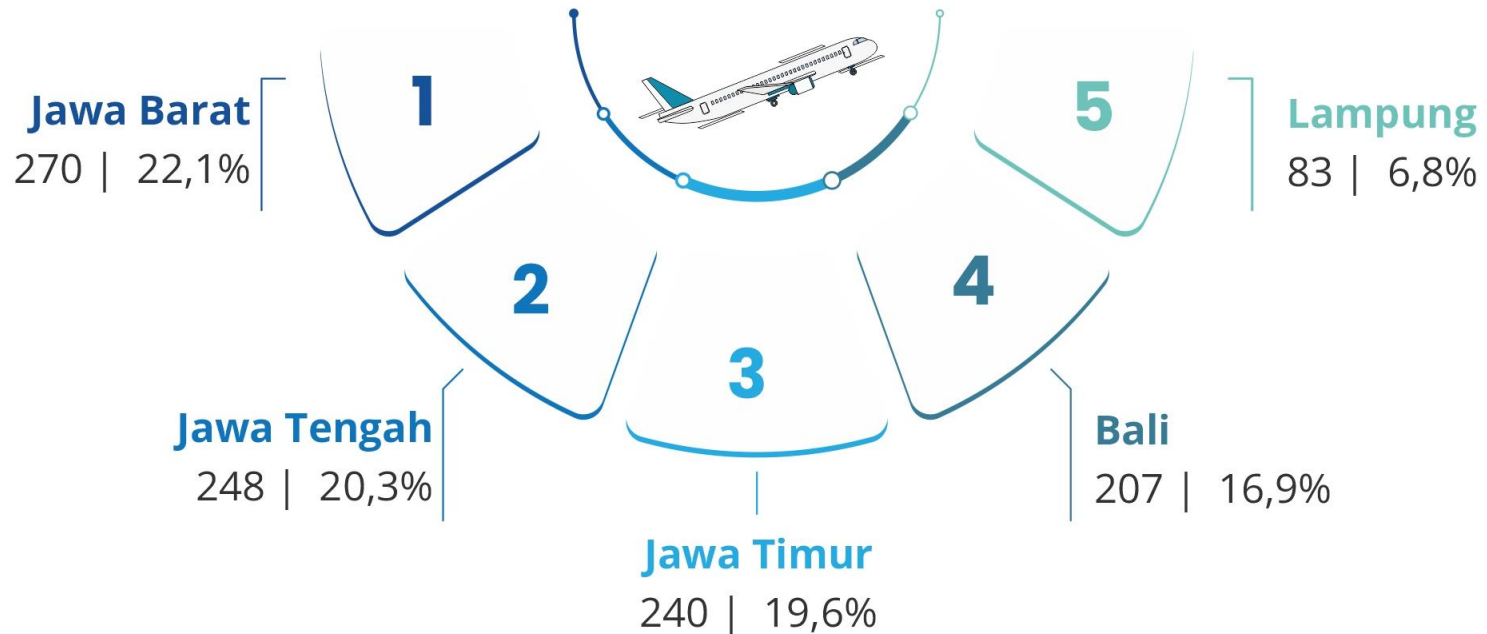 1
Jawa Barat
270 | 22,1%
2
Jawa Tengah
248 | 20,3%
3
Jawa Timur
240 | 19,6%
4
Bali
207 | 16,9%
5
Lampung
83 | 6,8%